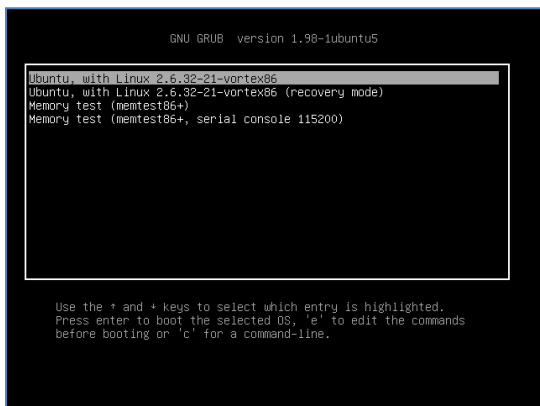 GNU GRUB version 1.98-1ubuntu5
Ubuntu, with Linux 2.6.32-21-vortex86
Ubuntu, with Linux 2.6.32-21-vortex86 (recovery mode)
Memory test (memtest86+)
Memory test (memtest86+, serial console 115200)
Use the ↑ and ↓ keys to select which entry is highlighted.
Press enter to boot the selected OS, 'e' to edit the commands
before booting or 'c' for a command-line.